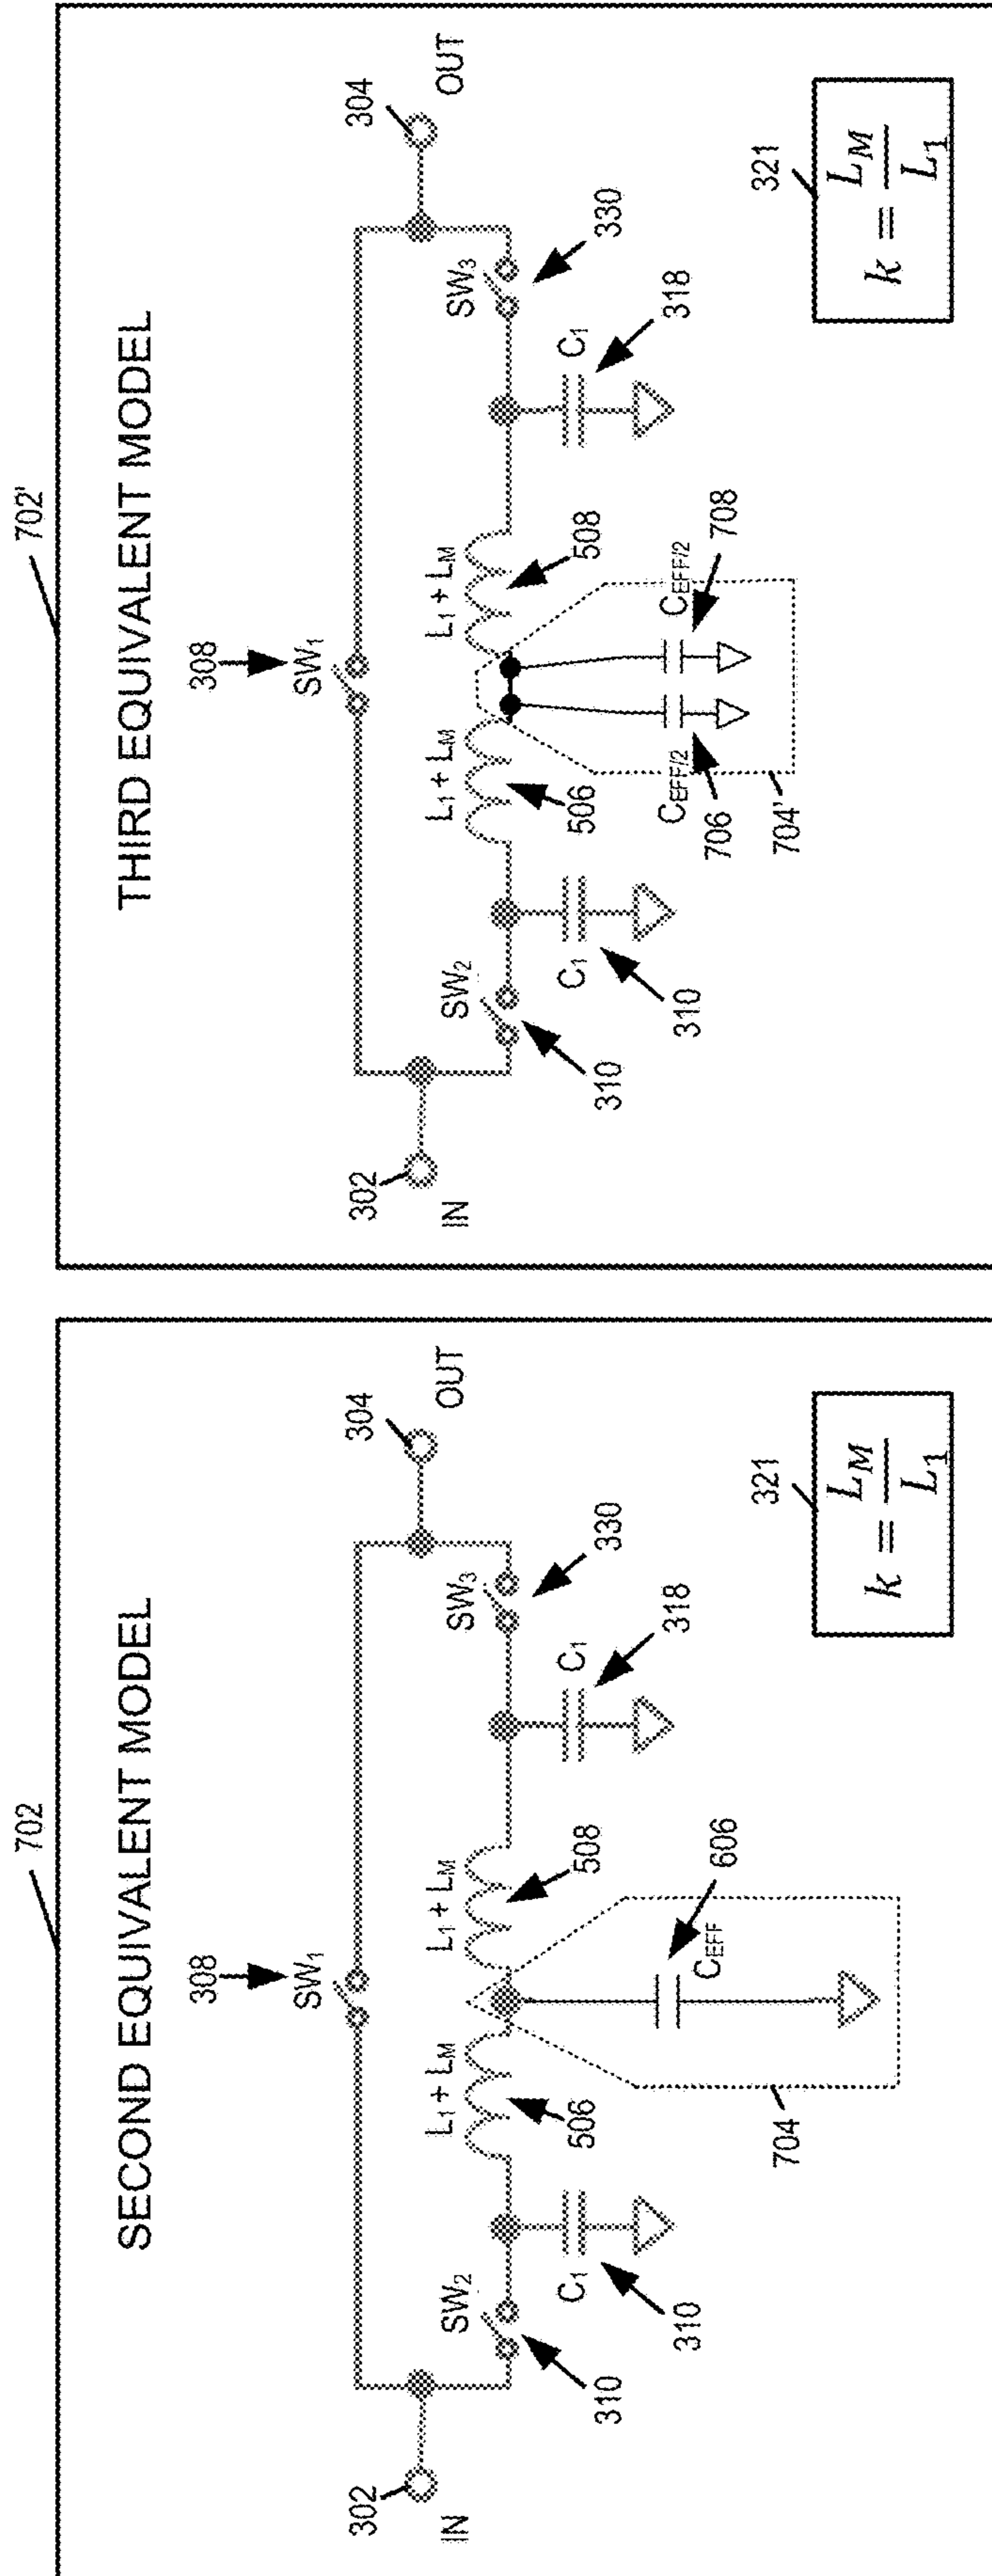 702
SECOND EQUIVALENT MODEL
308
SW1
302
IN
304
OUT
SW2
310
C1
310
L1 + LM
506
L1 + LM
508
CEFF
606
704
C1
318
SW3
330
321
k = LM / L1
702'
THIRD EQUIVALENT MODEL
308
SW1
302
IN
304
OUT
SW2
310
C1
310
L1 + LM
506
L1 + LM
508
CEFF/2
706
CEFF/2
708
704'
C1
318
SW3
330
321
k = LM / L1